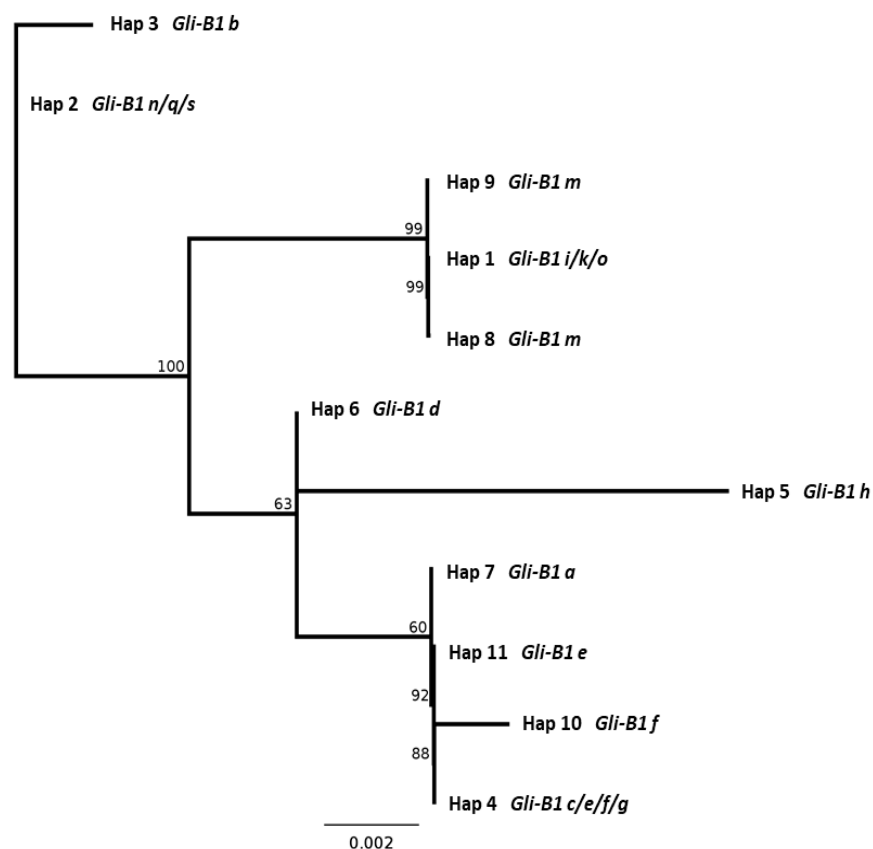 Hap 3 Gli-B1 b
Hap 2 Gli-B1 n/q/s
Hap 9 Gli-B1 m
99
Hap 1 Gli-B1 i/k/o
99
Hap 8 Gli-B1 m
100
Hap 6 Gli-B1 d
Hap 5 Gli-B1 h
63
Hap 7 Gli-B1 a
60
Hap 11 Gli-B1 e
92
Hap 10 Gli-B1 f
88
Hap 4 Gli-B1 c/e/f/g
0.002